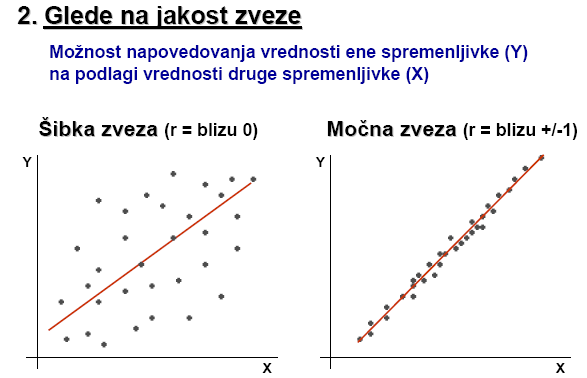 2. Glede na jakost zveze
Možnost napovedovanja vrednosti ene spremenljivke (Y)
na podlagi vrednosti druge spremenljivke (X)
Šibka zveza (r = blizu 0)
Močna zveza (r = blizu +/-1)
Y
Y
X
X